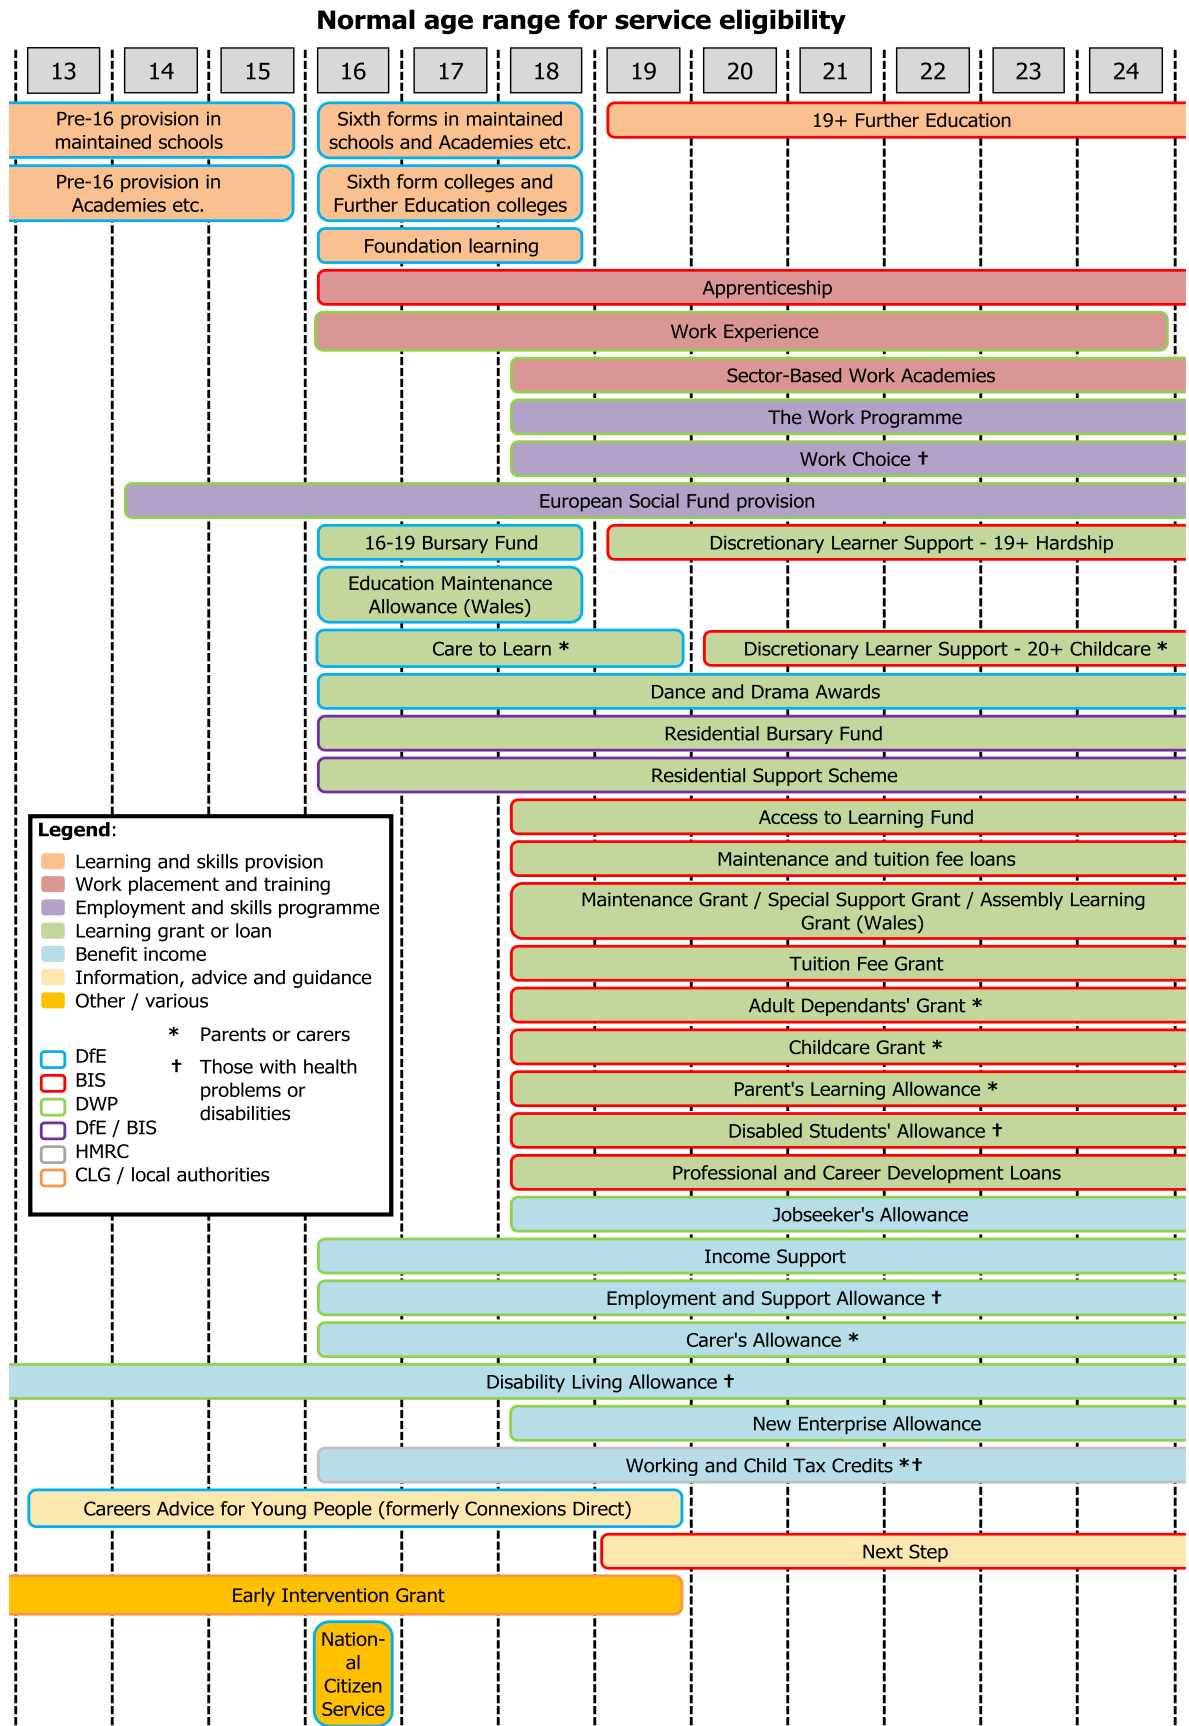 Normal age range for service eligibility
13 14 15 16 17 18 19 20 21 22 23 24
Pre-16 provision in
maintained schools
Sixth forms in maintained
schools and Academies etc.
19+ Further Education
Pre-16 provision in
Academies etc.
Sixth form colleges and
Further Education colleges
Foundation learning
Apprenticeship
Work Experience
Sector-Based Work Academies
The Work Programme
Work Choice ✝
European Social Fund provision
16-19 Bursary Fund
Discretionary Learner Support - 19+ Hardship
Education Maintenance
Allowance (Wales)
Care to Learn *
Discretionary Learner Support - 20+ Childcare *
Dance and Drama Awards
Residential Bursary Fund
Residential Support Scheme
Access to Learning Fund
Maintenance and tuition fee loans
Maintenance Grant / Special Support Grant / Assembly Learning
Grant (Wales)
Tuition Fee Grant
Adult Dependants' Grant *
Childcare Grant *
Parent's Learning Allowance *
Disabled Students' Allowance ✝
Professional and Career Development Loans
Legend:
Learning and skills provision
Work placement and training
Employment and skills programme
Learning grant or loan
Benefit income
Information, advice and guidance
Other / various
* Parents or carers
✝ Those with health
problems or
disabilities
DfE
BIS
DWP
DfE / BIS
HMRC
CLG / local authorities
Jobseeker's Allowance
Income Support
Employment and Support Allowance ✝
Carer's Allowance *
Disability Living Allowance ✝
New Enterprise Allowance
Working and Child Tax Credits *✝
Careers Advice for Young People (formerly Connexions Direct)
Next Step
Early Intervention Grant
Nation-
al
Citizen
Service